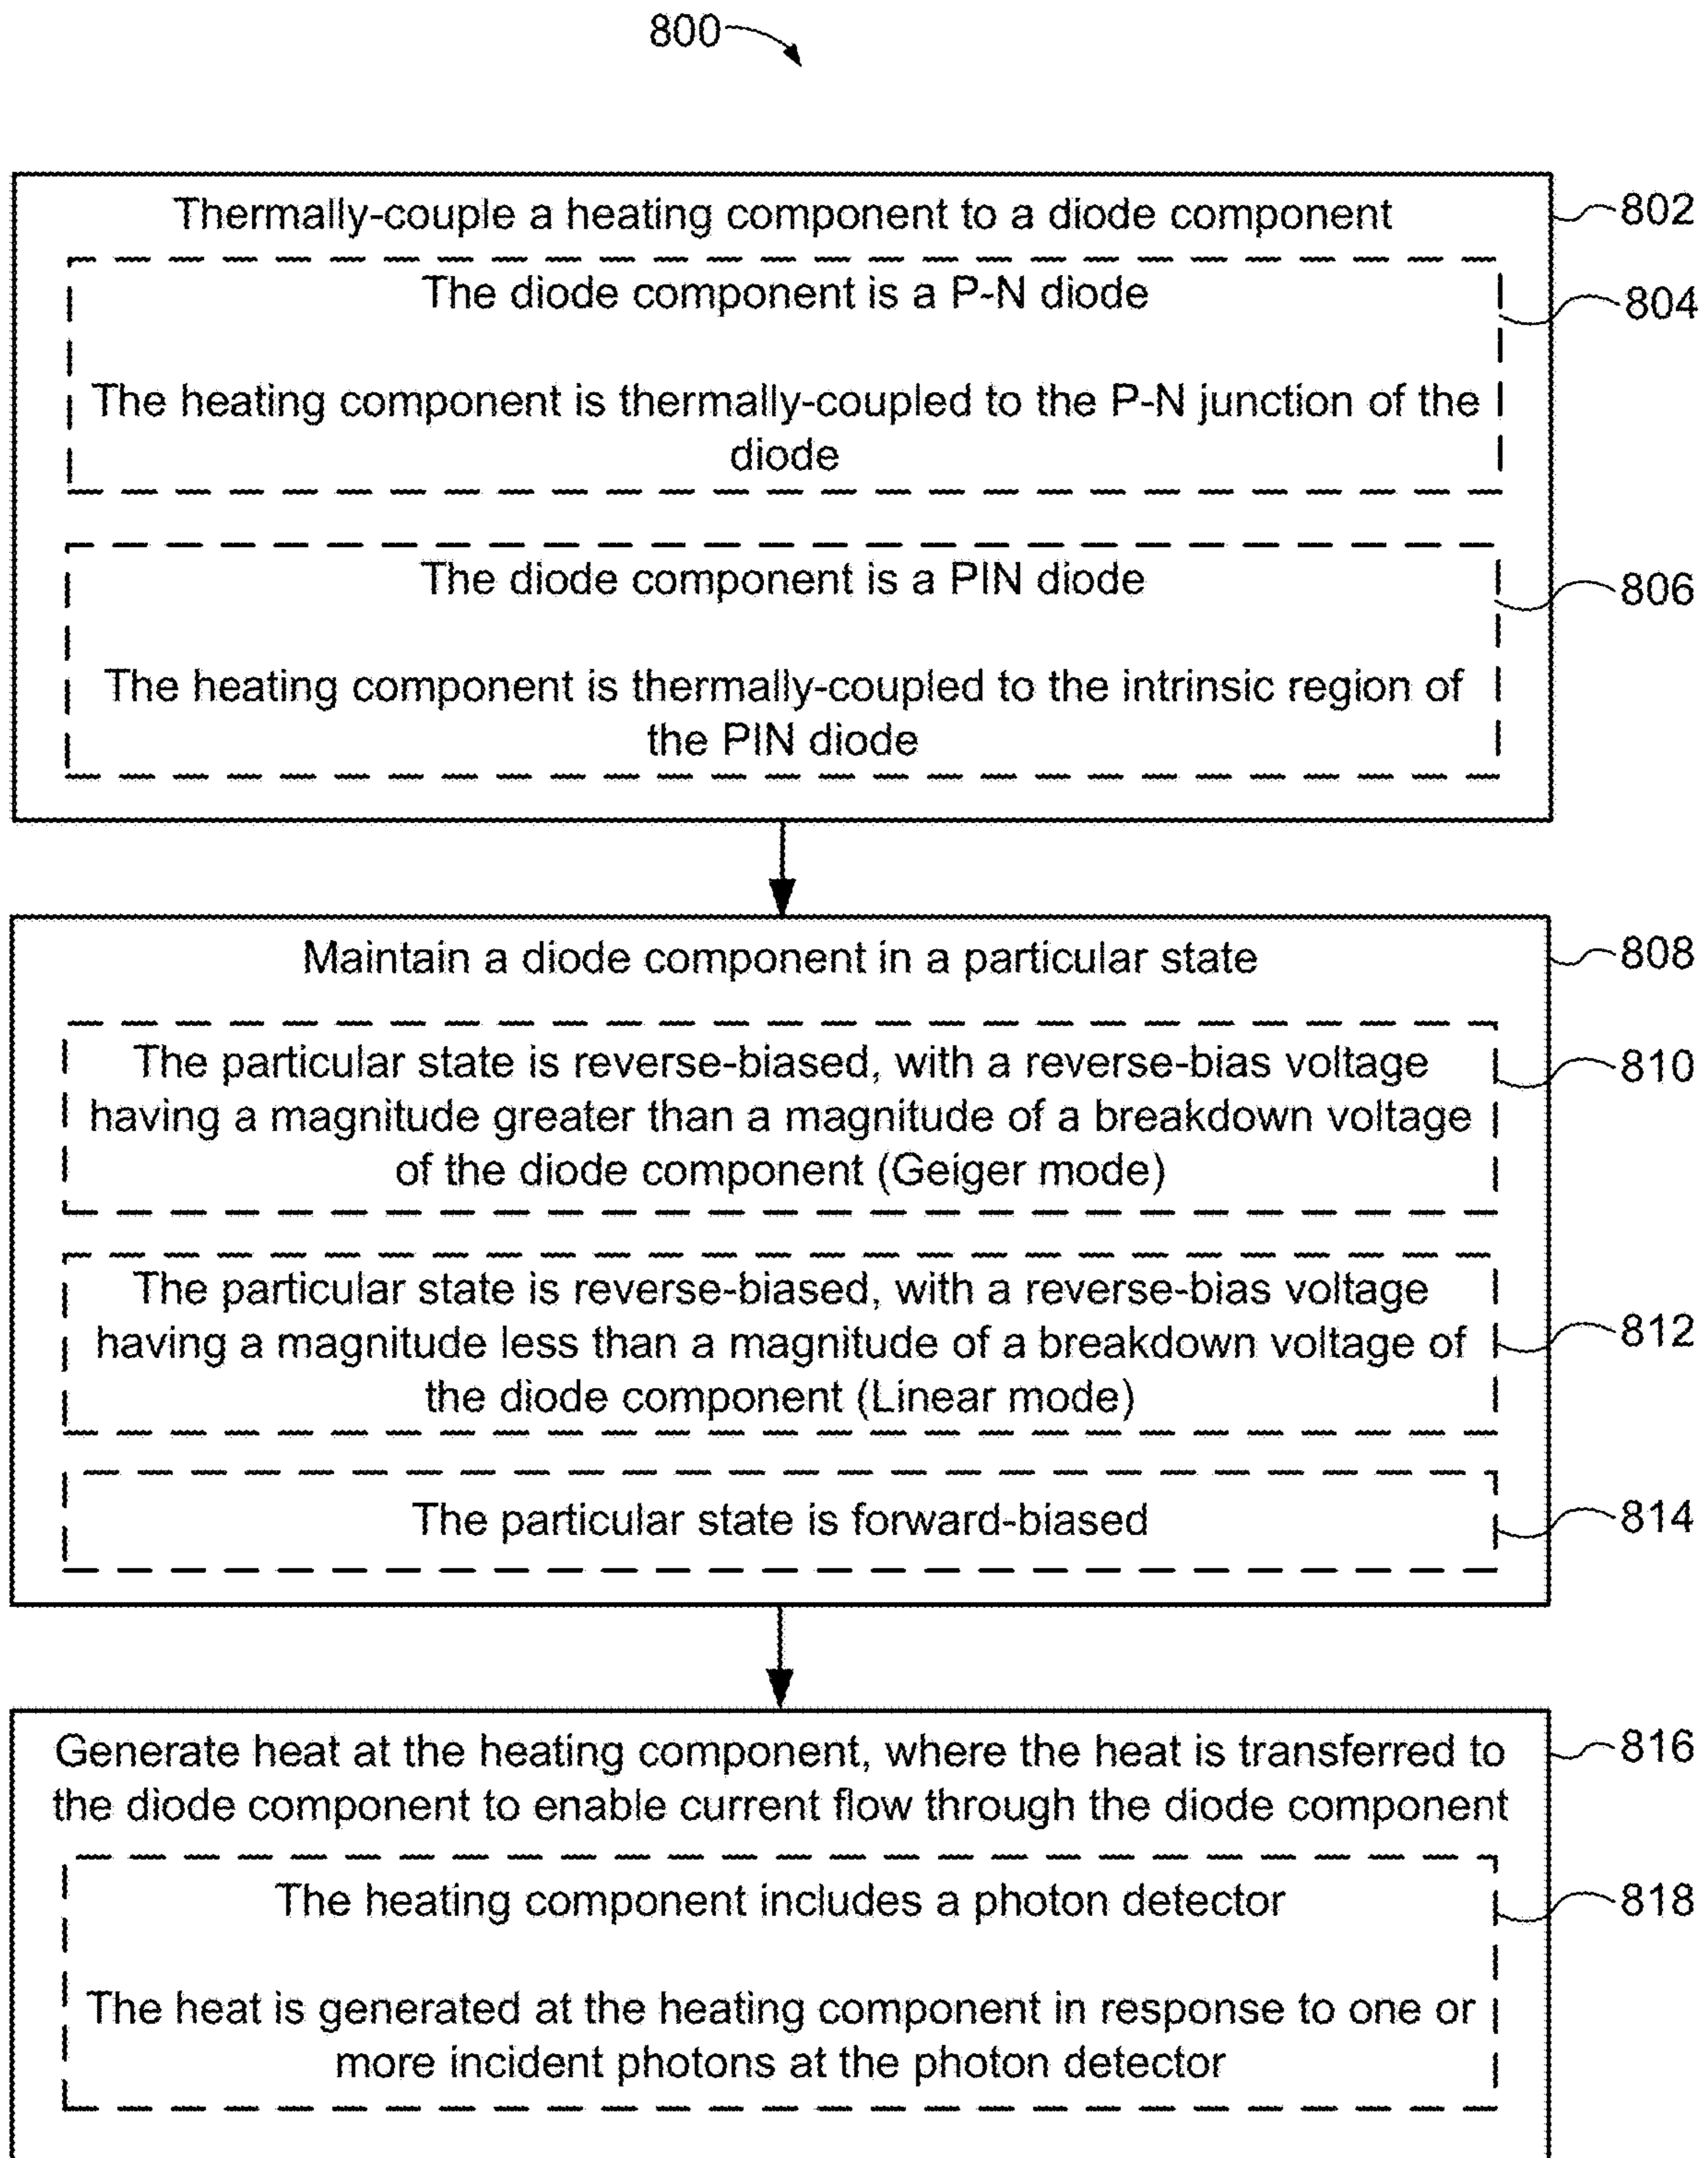 800
Thermally-couple a heating component to a diode component
802
The diode component is a P-N diode
804
The heating component is thermally-coupled to the P-N junction of the
diode
The diode component is a PIN diode
806
The heating component is thermally-coupled to the intrinsic region of
the PIN diode
Maintain a diode component in a particular state
808
The particular state is reverse-biased, with a reverse-bias voltage
810
having a magnitude greater than a magnitude of a breakdown voltage
of the diode component (Geiger mode)
The particular state is reverse-biased, with a reverse-bias voltage
812
having a magnitude less than a magnitude of a breakdown voltage of
the diode component (Linear mode)
The particular state is forward-biased
814
Generate heat at the heating component, where the heat is transferred to
816
the diode component to enable current flow through the diode component
The heating component includes a photon detector
818
The heat is generated at the heating component in response to one or
more incident photons at the photon detector